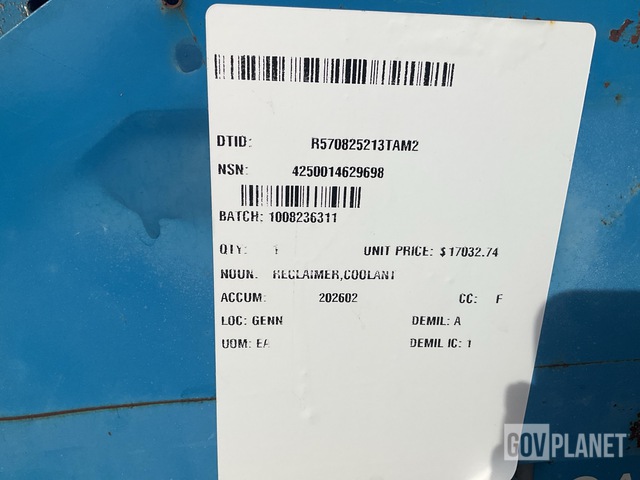 DTID: R570825213TAM2
NSN: 4250014629698
BATCH: 1008236311
QTY: 1 UNIT PRICE: $17032.74
NOUN: RECLAIMER,COOLANT
ACCUM: 202602 CC: F
LOC: GENN DEMIL: A
UOM: EA DEMIL IC: 1
GOVPLANET